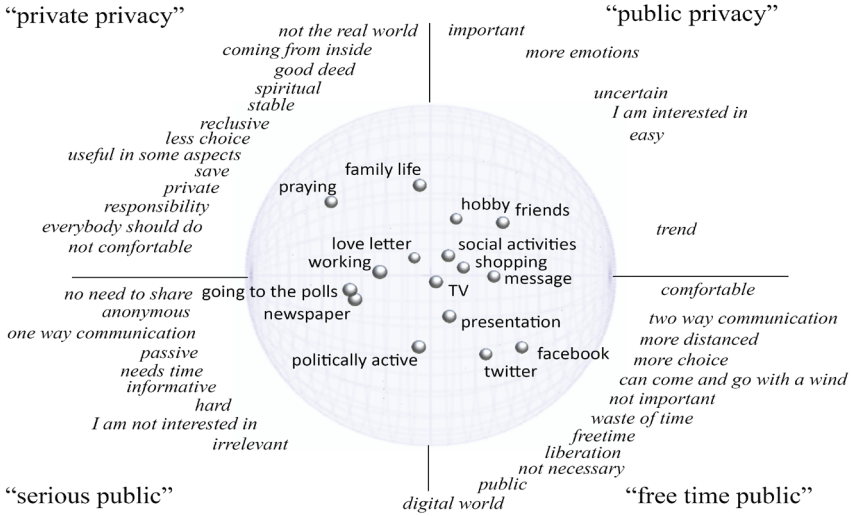 “private privacy”
“public privacy”
not the real world
coming from inside
good deed
spiritual
stable
reclusive
less choice
useful in some aspects
save
private
responsibility
everybody should do
not comfortable
important
more emotions
uncertain
I am interested in
easy
trend
family life
praying
hobby
friends
love letter
social activities
working
shopping
message
going to the polls
TV
newspaper
presentation
politically active
facebook
twitter
no need to share
anonymous
one way communication
passive
needs time
informative
hard
I am not interested in
irrelevant
comfortable
two way communication
more distanced
more choice
can come and go with a wind
not important
waste of time
freetime
liberation
not necessary
public
digital world
“serious public”
“free time public”